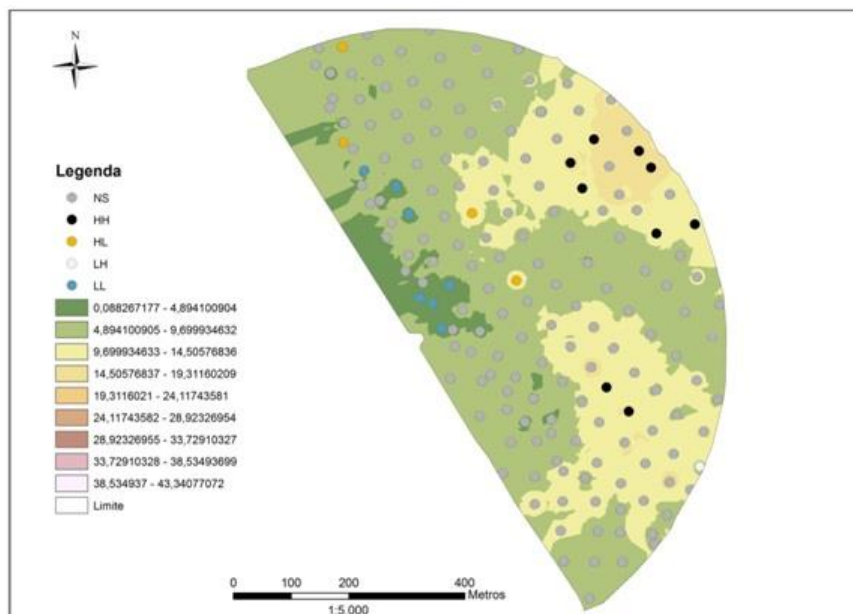 N
Legenda
NS
HH
HL
LH
LL
0,088267177 - 4,894100904
4,894100905 - 9,699934632
9,699934633 - 14,50576836
14,50576837 - 19,31160209
19,3116021 - 24,11743581
24,11743582 - 28,92326954
28,92326955 - 33,72910327
33,72910328 - 38,53493699
38,534937 - 43,34077072
Limite
0 100 200 400
Metros
1:5.000